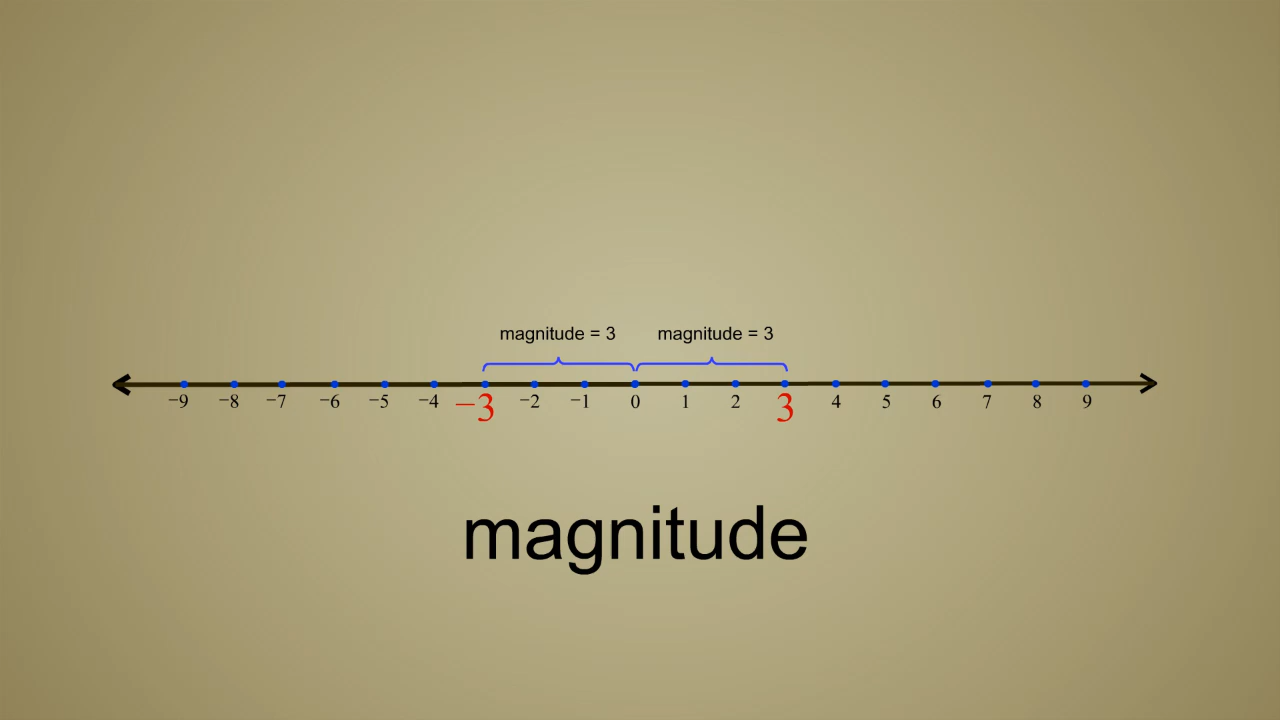 magnitude = 3 magnitude = 3
−9 −8 −7 −6 −5 −4 −3 −2 −1 0 1 2 3 4 5 6 7 8 9
magnitude